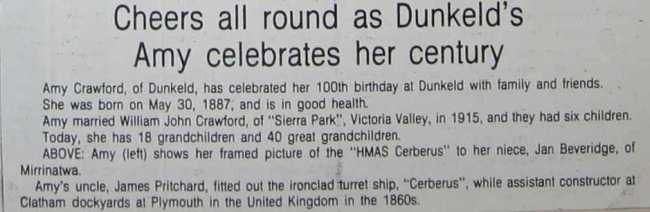 Cheers all round as Dunkeld's
Amy celebrates her century
Amy Crawford, of Dunkeld, has celebrated her 100th birthday at Dunkeld with family and friends.
She was born on May 30, 1887, and is in good health.
Amy married William John Crawford, of "Sierra Park", Victoria Valley, in 1915, and they had six children.
Today, she has 18 grandchildren and 40 great grandchildren.
ABOVE: Amy (left) shows her framed picture of the "HMAS Cerberus" to her niece, Jan Beveridge, of
Mirrinatwa.
Amy's uncle, James Pritchard, fitted out the ironclad turret ship, "Cerberus", while assistant constructor at
Clatham dockyards at Plymouth in the United Kingdom in the 1860s.